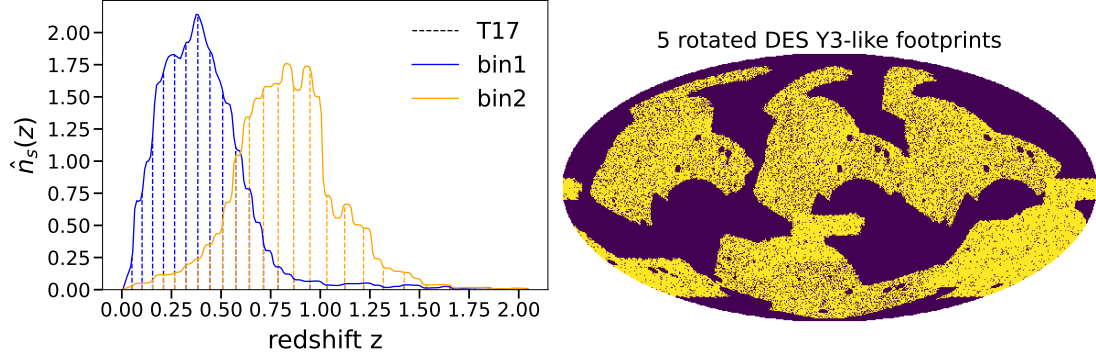 2.00
1.75
1.50
1.25
1.00
0.75
0.50
0.25
0.00
n̂ₛ(z)
T17
bin1
bin2
0.00 0.25 0.50 0.75 1.00 1.25 1.50 1.75 2.00
redshift z
5 rotated DES Y3-like footprints